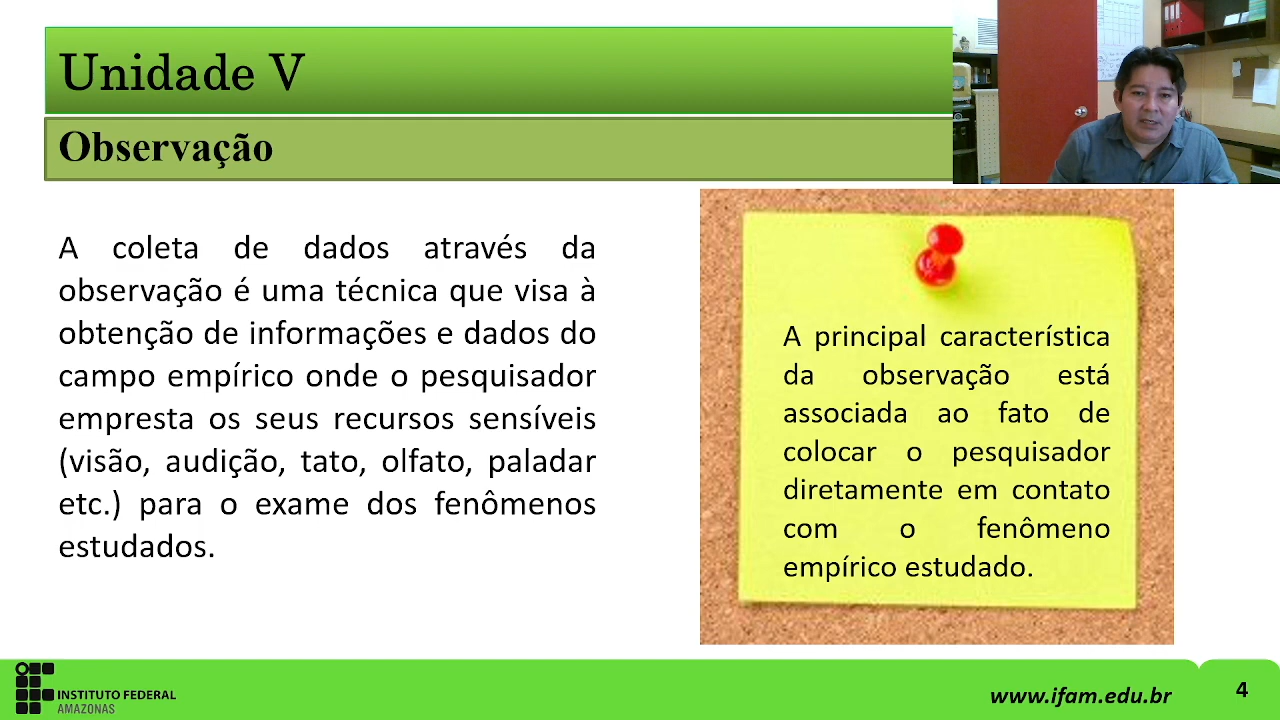 Unidade V
Observação
A coleta de dados através da
observação é uma técnica que visa à
obtenção de informações e dados do
campo empírico onde o pesquisador
empresta os seus recursos sensíveis
(visão, audição, tato, olfato, paladar
etc.) para o exame dos fenômenos
estudados.
A principal característica
da observação está
associada ao fato de
colocar o pesquisador
diretamente em contato
com o fenômeno
empírico estudado.
INSTITUTO FEDERAL
AMAZONAS
www.ifam.edu.br
4